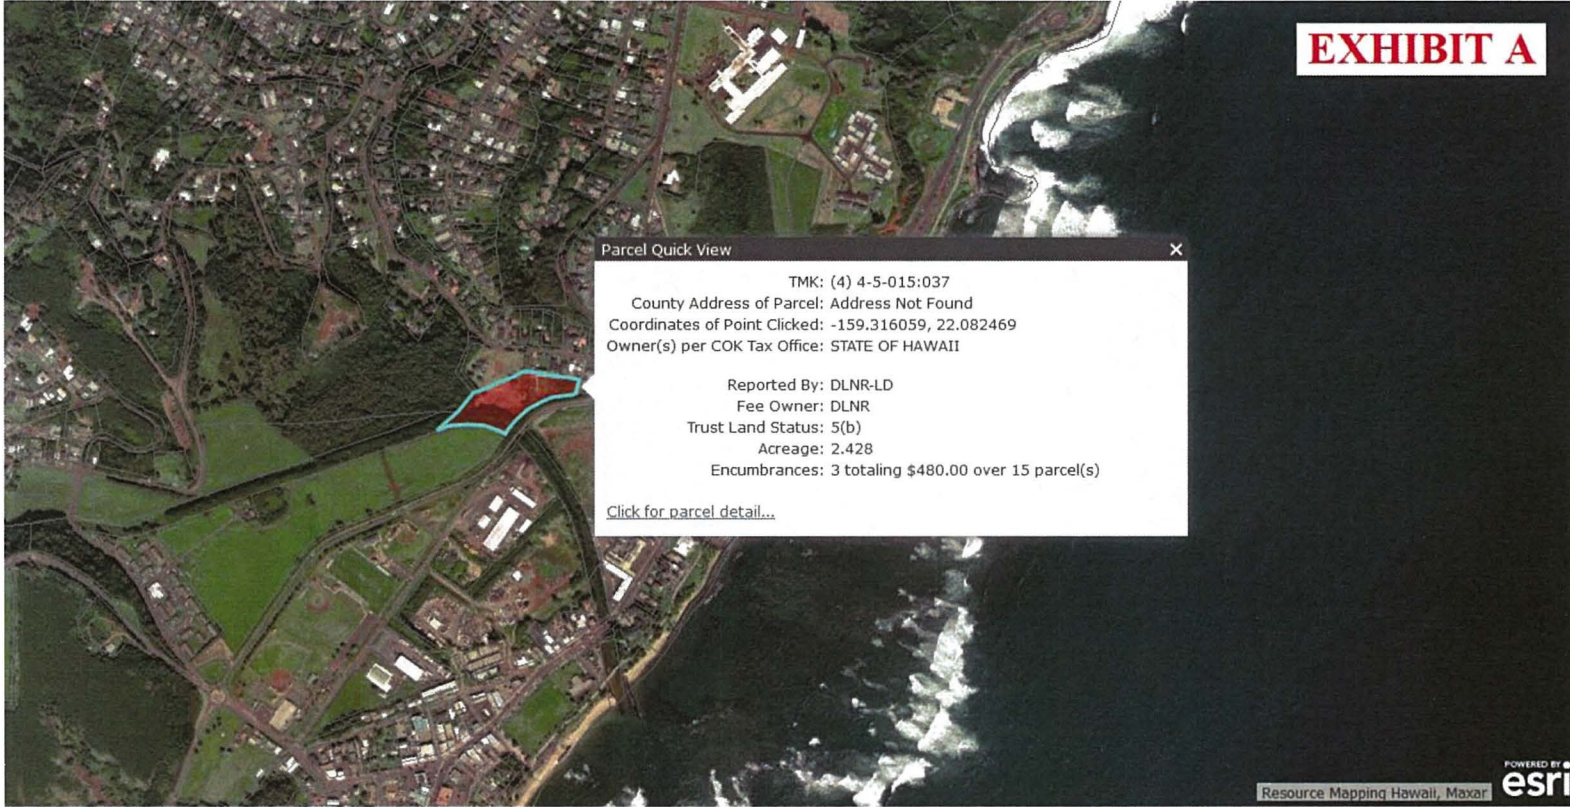 EXHIBIT A
Parcel Quick View
TMK: (4) 4-5-015:037
County Address of Parcel: Address Not Found
Coordinates of Point Clicked: -159.316059, 22.082469
Owner(s) per COK Tax Office: STATE OF HAWAII
Reported By: DLNR-LD
Fee Owner: DLNR
Trust Land Status: 5(b)
Acreage: 2.428
Encumbrances: 3 totaling $480.00 over 15 parcel(s)
Click for parcel detail...
POWERED BY
esri
Resource Mapping Hawaii, Maxar